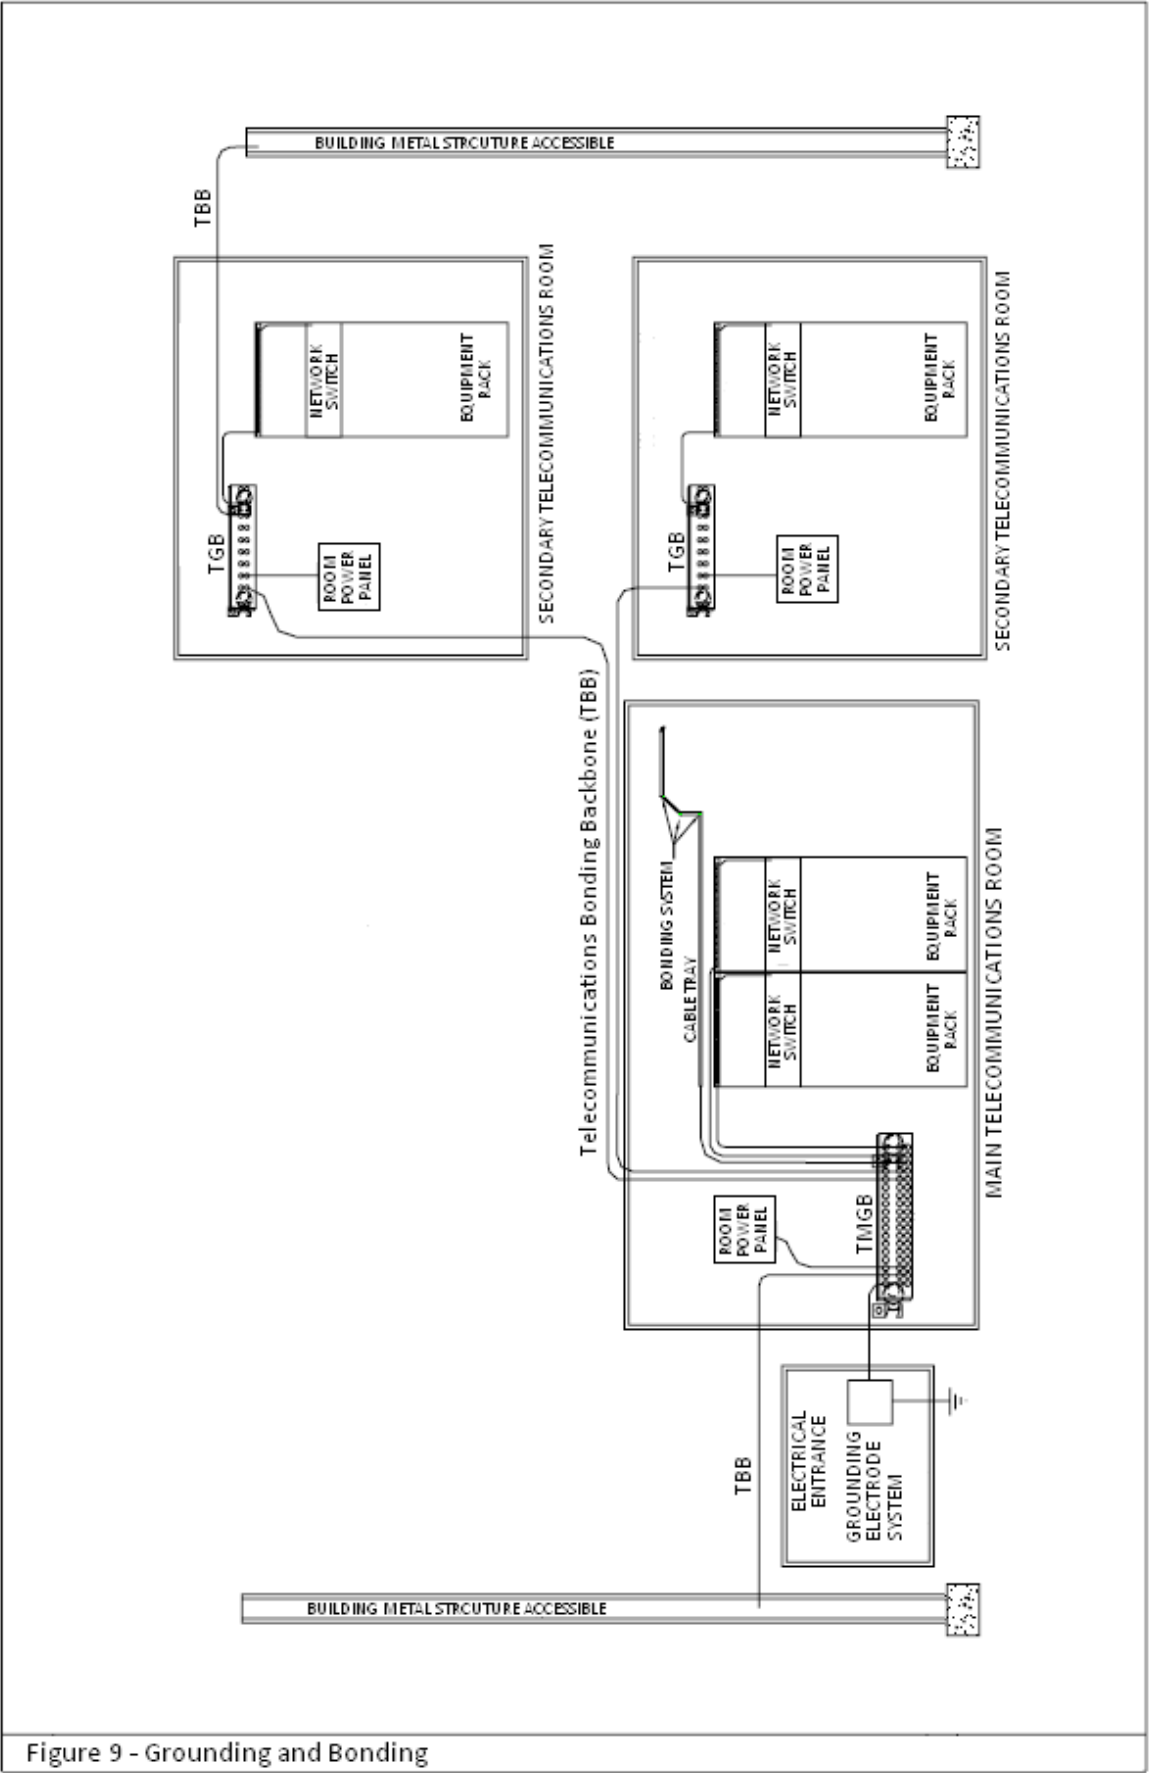 BUILDING METAL STRCUTURE ACCESSIBLE
TBB
SECONDARY TELECOMMUNICATIONS ROOM
TGB
NETWORK
SWITCH
EQUIPMENT
RACK
ROOM
POWER
PANEL
SECONDARY TELECOMMUNICATIONS ROOM
TGB
NETWORK
SWITCH
EQUIPMENT
RACK
ROOM
POWER
PANEL
Telecommunications Bonding Backbone (TBB)
MAIN TELECOMMUNICATIONS ROOM
BONDING SYSTEM
CABLE TRAY
NETWORK
SWITCH
EQUIPMENT
RACK
NETWORK
SWITCH
EQUIPMENT
RACK
ROOM
POWER
PANEL
TMGB
TBB
ELECTRICAL
ENTRANCE
GROUNDING
ELECTRODE
SYSTEM
BUILDING METAL STRCUTURE ACCESSIBLE
Figure 9 - Grounding and Bonding